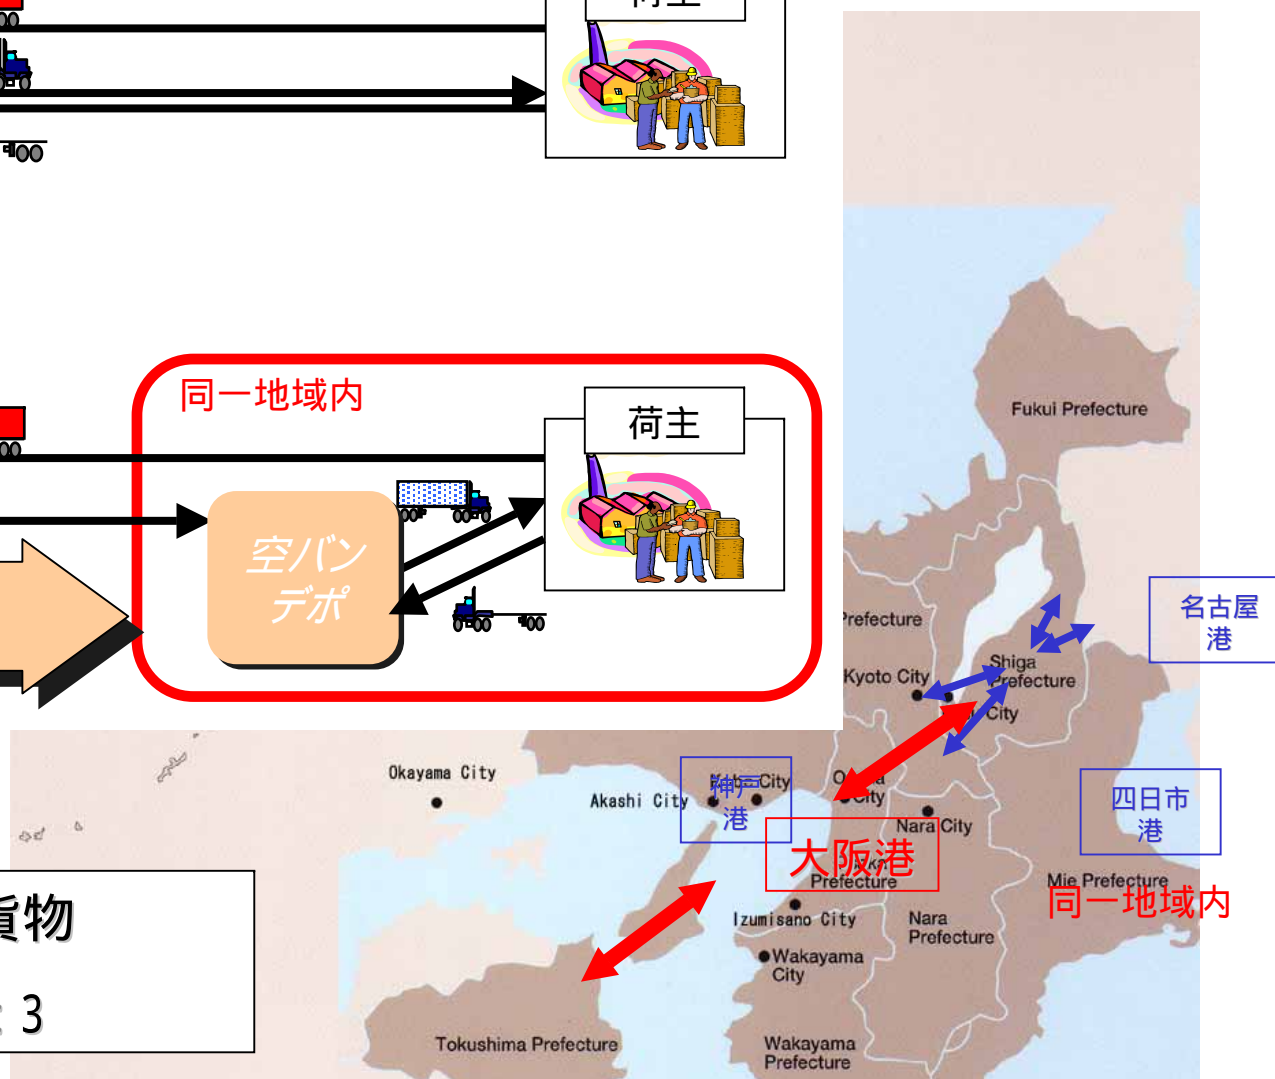 荷主
同一地域内
荷主
空バン
デポ
Fukui Prefecture
名古屋
港
Prefecture
Kyoto City
Shiga
Prefecture
City
Okayama City
Akashi City
Kobe City
神戸
港
Osaka
City
Nara City
四日市
港
大阪港
Osaka
Prefecture
Mie Prefecture
同一地域内
Izumisano City
Nara
Prefecture
Wakayama
City
貨物
: 3
Tokushima Prefecture
Wakayama
Prefecture